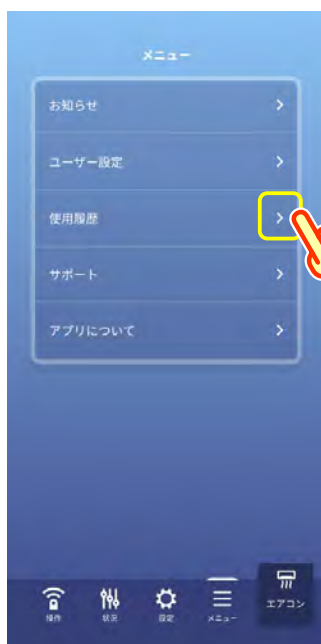 メニュー
お知らせ
ユーザー設定
使用履歴
サポート
アプリについて
操作
状況
設定
メニュー
エアコン